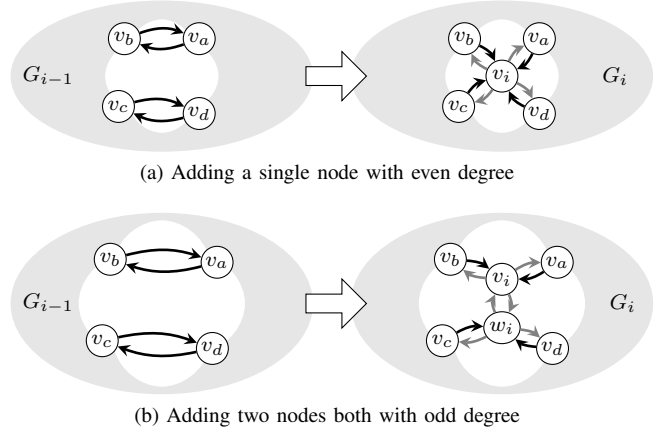 v_b v_a v_b v_a
G_{i−1} v_i G_i
v_c v_d v_c v_d
(a) Adding a single node with even degree
v_b v_a v_b v_i v_a
G_{i−1} G_i
v_c v_d v_c w_i v_d
(b) Adding two nodes both with odd degree